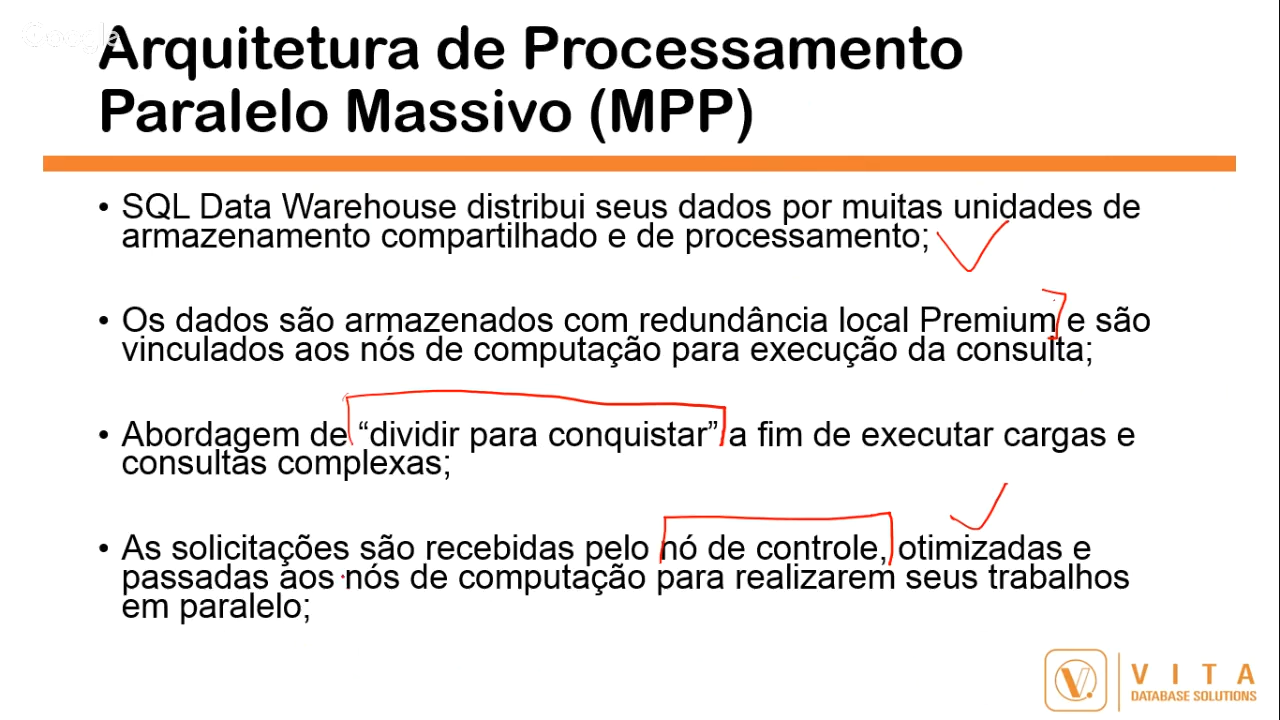 Google
Arquitetura de Processamento
Paralelo Massivo (MPP)
• SQL Data Warehouse distribui seus dados por muitas unidades de
armazenamento compartilhado e de processamento;
• Os dados são armazenados com redundância local Premium e são
vinculados aos nós de computação para execução da consulta;
• Abordagem de “dividir para conquistar” a fim de executar cargas e
consultas complexas;
• As solicitações são recebidas pelo nó de controle, otimizadas e
passadas aos nós de computação para realizarem seus trabalhos
em paralelo;
VITA
DATABASE SOLUTIONS